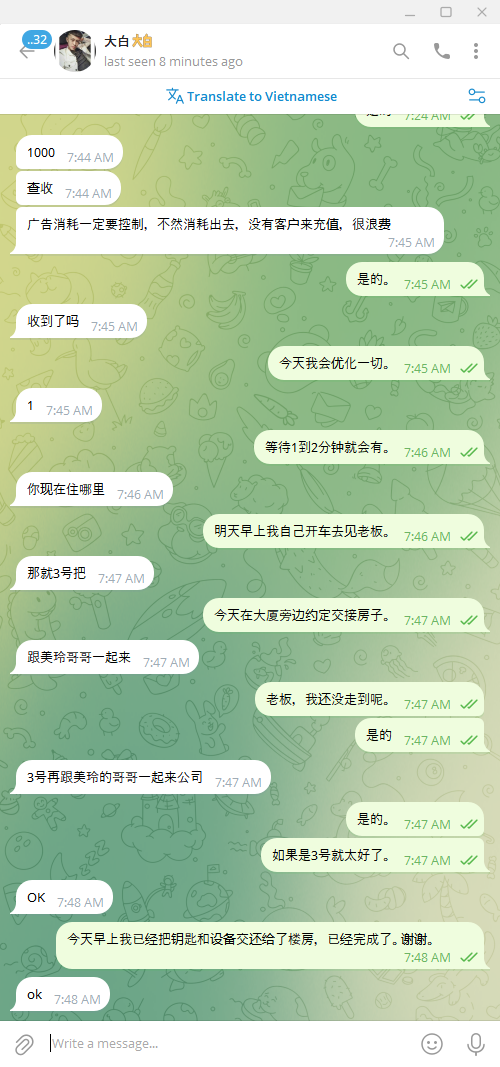 ..32
大白大白
last seen 8 minutes ago
Translate to Vietnamese
7:24 AM
1000 7:44 AM
查收 7:44 AM
广告消耗一定要控制，不然消耗出去，没有客户来充值，很浪费
7:45 AM
是的。 7:45 AM
收到了吗 7:45 AM
今天我会优化一切。 7:45 AM
1 7:45 AM
等待1到2分钟就会有。 7:46 AM
你现在住哪里 7:46 AM
明天早上我自己开车去见老板。 7:46 AM
那就3号把 7:47 AM
今天在大厦旁边约定交接房子。 7:47 AM
跟美玲哥哥一起来 7:47 AM
老板，我还没走到呢。 7:47 AM
是的 7:47 AM
3号再跟美玲的哥哥一起来公司 7:47 AM
是的。 7:47 AM
如果是3号就太好了。 7:47 AM
OK 7:48 AM
今天早上我已经把钥匙和设备交还给了楼房，已经完成了。谢谢。
7:48 AM
ok 7:48 AM
Write a message...